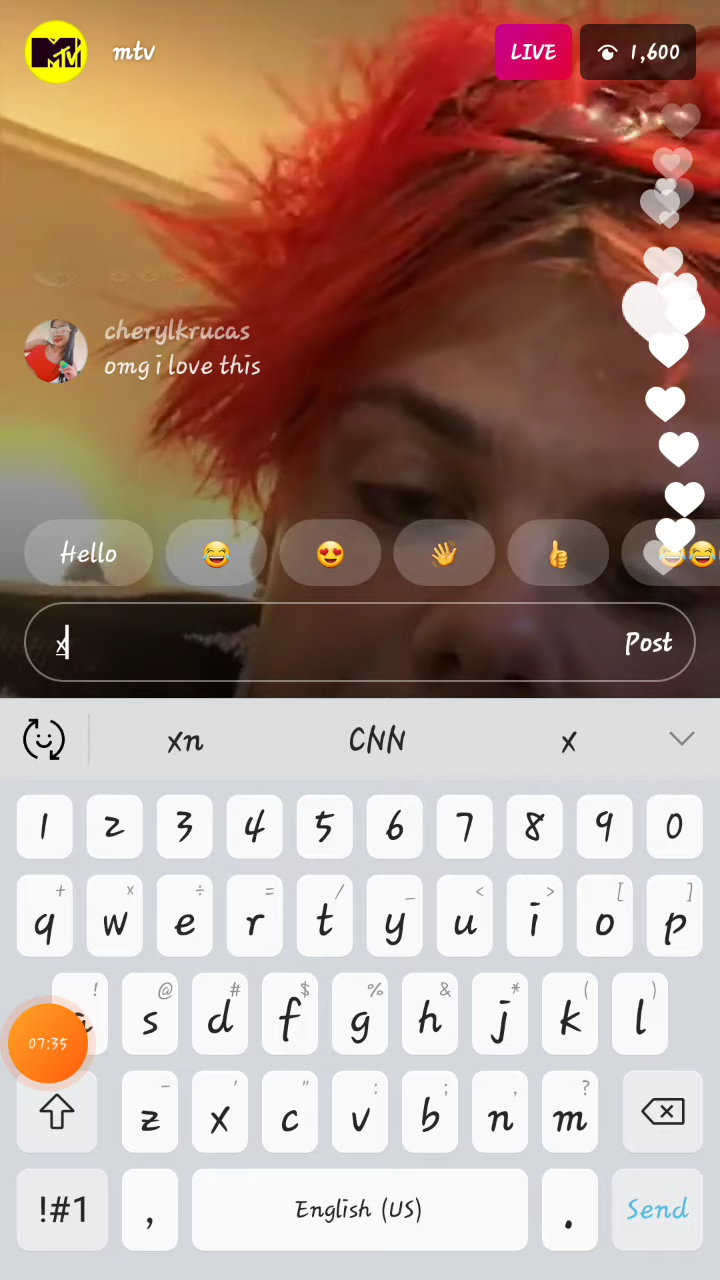 MTV
mtv
LIVE
1,600
cherylkrucas
omg i love this
Hello
x
Post
xn
CNN
x
1 2 3 4 5 6 7 8 9 0
+ × ÷ = / _ < > [ ]
q w e r t y u i o p
! @ # $ % & * ( )
a s d f g h j k l
07:35
- ' " : ; , ?
z x c v b n m
!#1
,
English (US)
.
Send